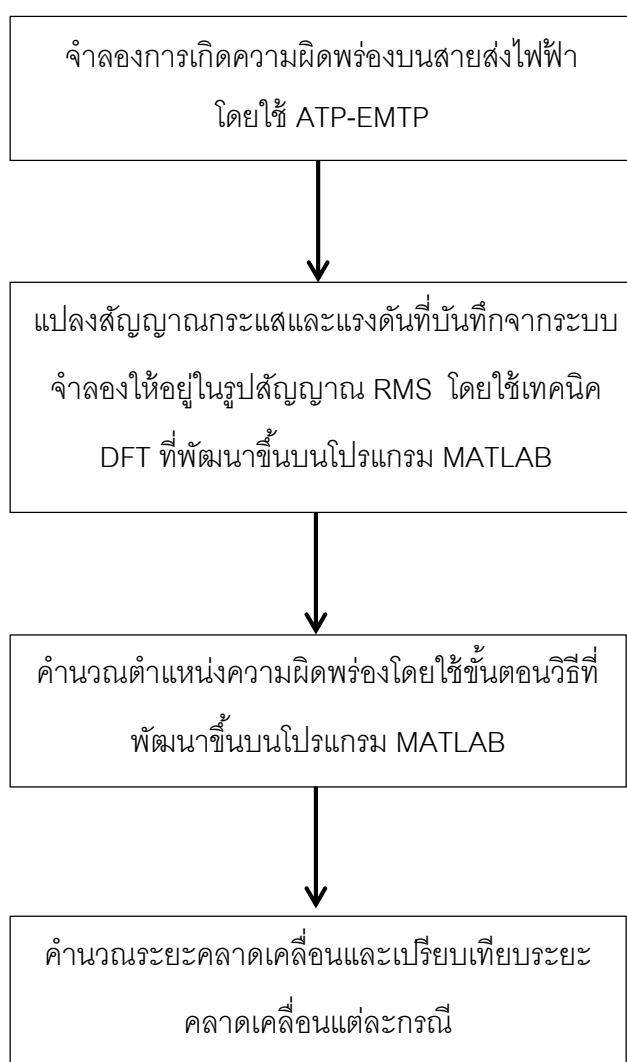 จำลองการเกิดความผิดพร่องบนสายส่งไฟฟ้า
โดยใช้ ATP-EMTP
แปลงสัญญาณกระแสและแรงดันที่บันทึกจากระบบ
จำลองให้อยู่ในรูปสัญญาณ RMS โดยใช้เทคนิค
DFT ที่พัฒนาขึ้นบนโปรแกรม MATLAB
คำนวณตำแหน่งความผิดพร่องโดยใช้ขั้นตอนวิธีที่
พัฒนาขึ้นบนโปรแกรม MATLAB
คำนวณระยะคลาดเคลื่อนและเปรียบเทียบระยะ
คลาดเคลื่อนแต่ละกรณี